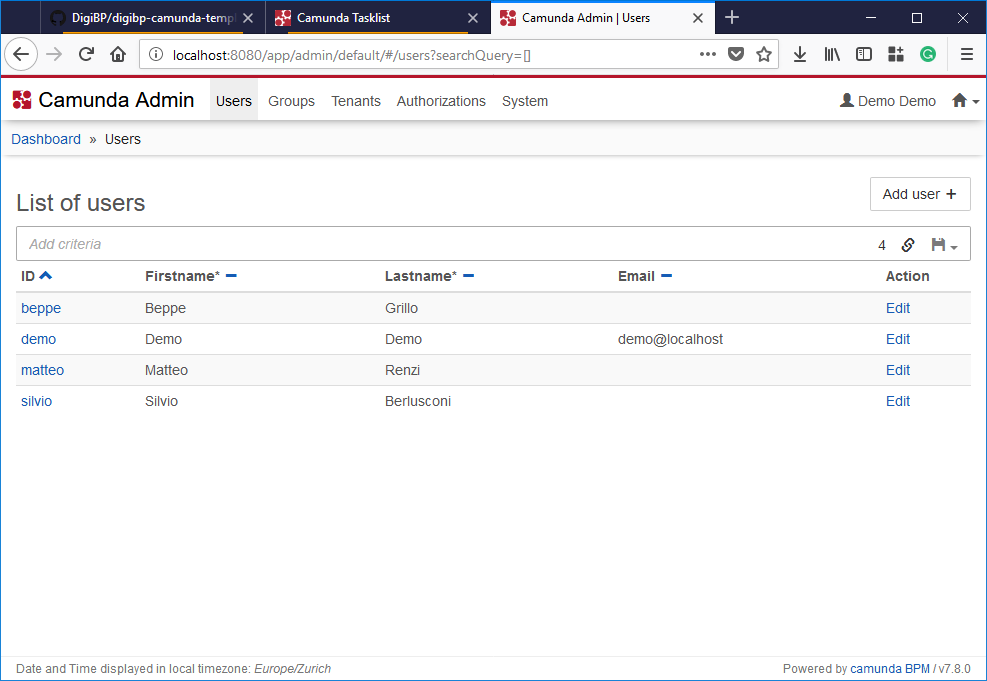 DigiBP/digibp-camunda-templ
Camunda Tasklist
Camunda Admin | Users
localhost:8080/app/admin/default/#/users?searchQuery=[]
Camunda Admin Users Groups Tenants Authorizations System Demo Demo
Dashboard » Users
List of users
Add user +
Add criteria 4
ID Firstname* Lastname* Email Action
beppe Beppe Grillo Edit
demo Demo Demo demo@localhost Edit
matteo Matteo Renzi Edit
silvio Silvio Berlusconi Edit
Date and Time displayed in local timezone: Europe/Zurich
Powered by camunda BPM / v7.8.0